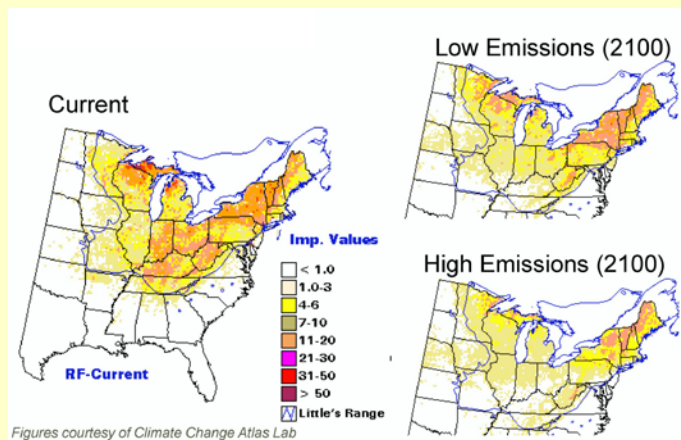 Low Emissions (2100)
Current
Imp. Values
< 1.0
1.0-3
4-6
7-10
11-20
21-30
31-50
> 50
Little's Range
RF-Current
High Emissions (2100)
Figures courtesy of Climate Change Atlas Lab